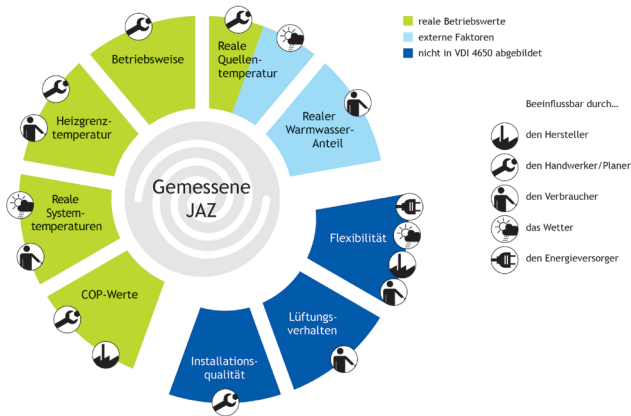 Betriebsweise
Reale
Quellen-
temperatur
Realer
Warmwasser-
Anteil
Heizgrenz-
temperatur
Reale
System-
temperaturen
COP-Werte
Gemessene
JAZ
Flexibilität
Lüftungs-
verhalten
Installations-
qualität
reale Betriebswerte
externe Faktoren
nicht in VDI 4650 abgebildet
Beeinflussbar durch...
den Hersteller
den Handwerker/Planer
den Verbraucher
das Wetter
den Energieversorger